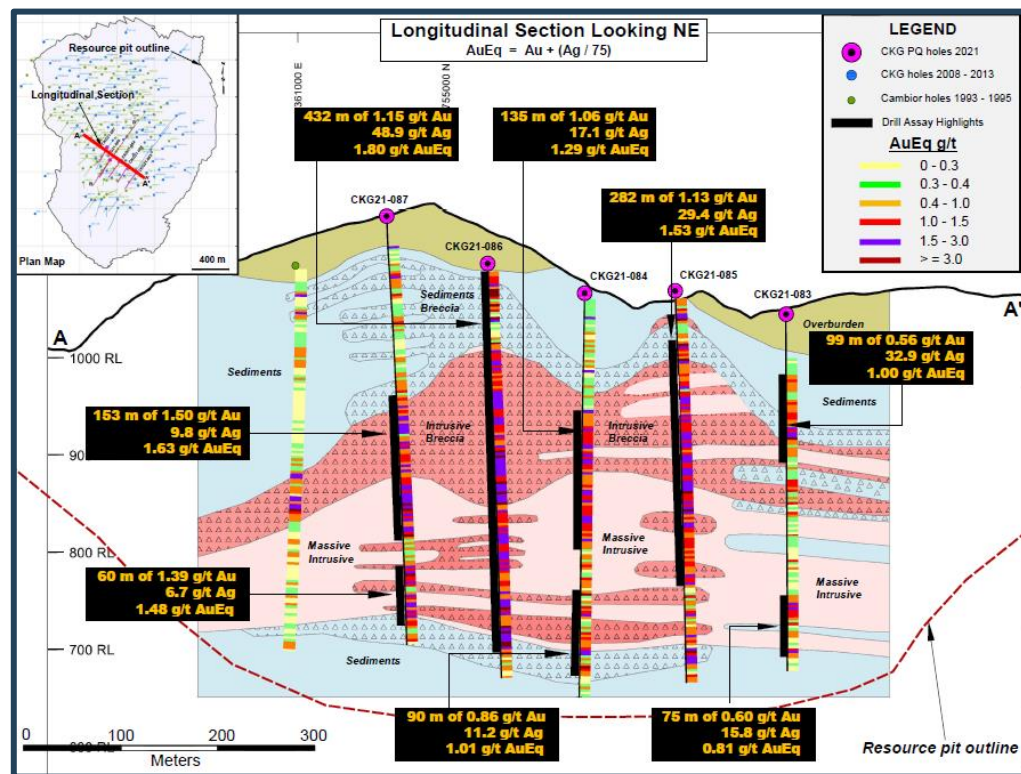 Longitudinal Section Looking NE
AuEq = Au + (Ag / 75)
Resource pit outline
Longitudinal Section
A
A'
Plan Map
400 m
361000 E
755000 N
LEGEND
CKG PQ holes 2021
CKG holes 2008 - 2013
Cambior holes 1993 - 1995
Drill Assay Highlights
AuEq g/t
0 - 0.3
0.3 - 0.4
0.4 - 1.0
1.0 - 1.5
1.5 - 3.0
> = 3.0
432 m of 1.15 g/t Au
48.9 g/t Ag
1.80 g/t AuEq
135 m of 1.06 g/t Au
17.1 g/t Ag
1.29 g/t AuEq
282 m of 1.13 g/t Au
29.4 g/t Ag
1.53 g/t AuEq
CKG21-087
CKG21-086
CKG21-084
CKG21-085
CKG21-083
A
A'
Sediments
Breccia
Overburden
99 m of 0.56 g/t Au
32.9 g/t Ag
1.00 g/t AuEq
1000 RL
Sediments
Sediments
153 m of 1.50 g/t Au
9.8 g/t Ag
1.63 g/t AuEq
Intrusive
Breccia
Intrusive
Breccia
900 RL
800 RL
Massive
Intrusive
Massive
Intrusive
Massive
Intrusive
60 m of 1.39 g/t Au
6.7 g/t Ag
1.48 g/t AuEq
700 RL
Sediments
90 m of 0.86 g/t Au
11.2 g/t Ag
1.01 g/t AuEq
75 m of 0.60 g/t Au
15.8 g/t Ag
0.81 g/t AuEq
0 100 200 300
Meters
Resource pit outline